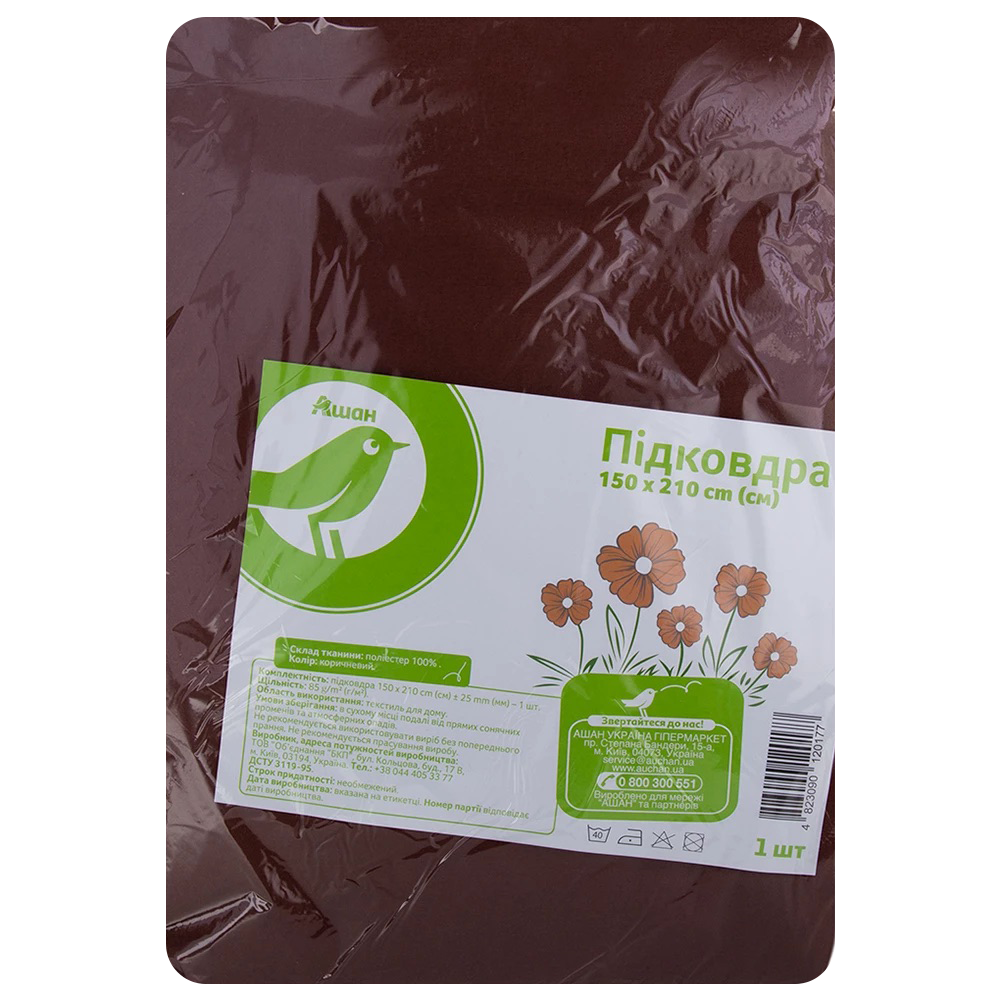 Ашан
Підковдра
150 x 210 cm (см)
Склад тканини: поліестер 100% .
Колір: коричневий.
Комплектність: підковдра 150 x 210 cm (см) ± 25 mm (мм) – 1 шт.
Щільність: 85 g/m² (г/м²).
Область використання: текстиль для дому.
Умови зберігання: в сухому місці подалі від прямих сонячних
променів та атмосферних опадів.
Не рекомендується використовувати виріб без попереднього
прання. Не рекомендується прасування виробу.
Виробник, адреса потужностей виробництва:
ТОВ "Об'єднання "БКП", бул. Кольцова, буд., 17 В,
м. Київ, 03194, Україна. Тел.: +38 044 405 33 77
ДСТУ 3119-95.
Строк придатності: необмежений.
Дата виробництва: вказана на етикетці. Номер партії відповідає
даті виробництва.
Звертайтеся до нас!
АШАН УКРАЇНА ГІПЕРМАРКЕТ
пр. Степана Бандери, 15-а,
м. Київ, 04073, Україна
service@auchan.ua
www.auchan.ua
0 800 300 551
Вироблено для мережі
"АШАН" та партнерів
40
4 823090 120177
1 шт